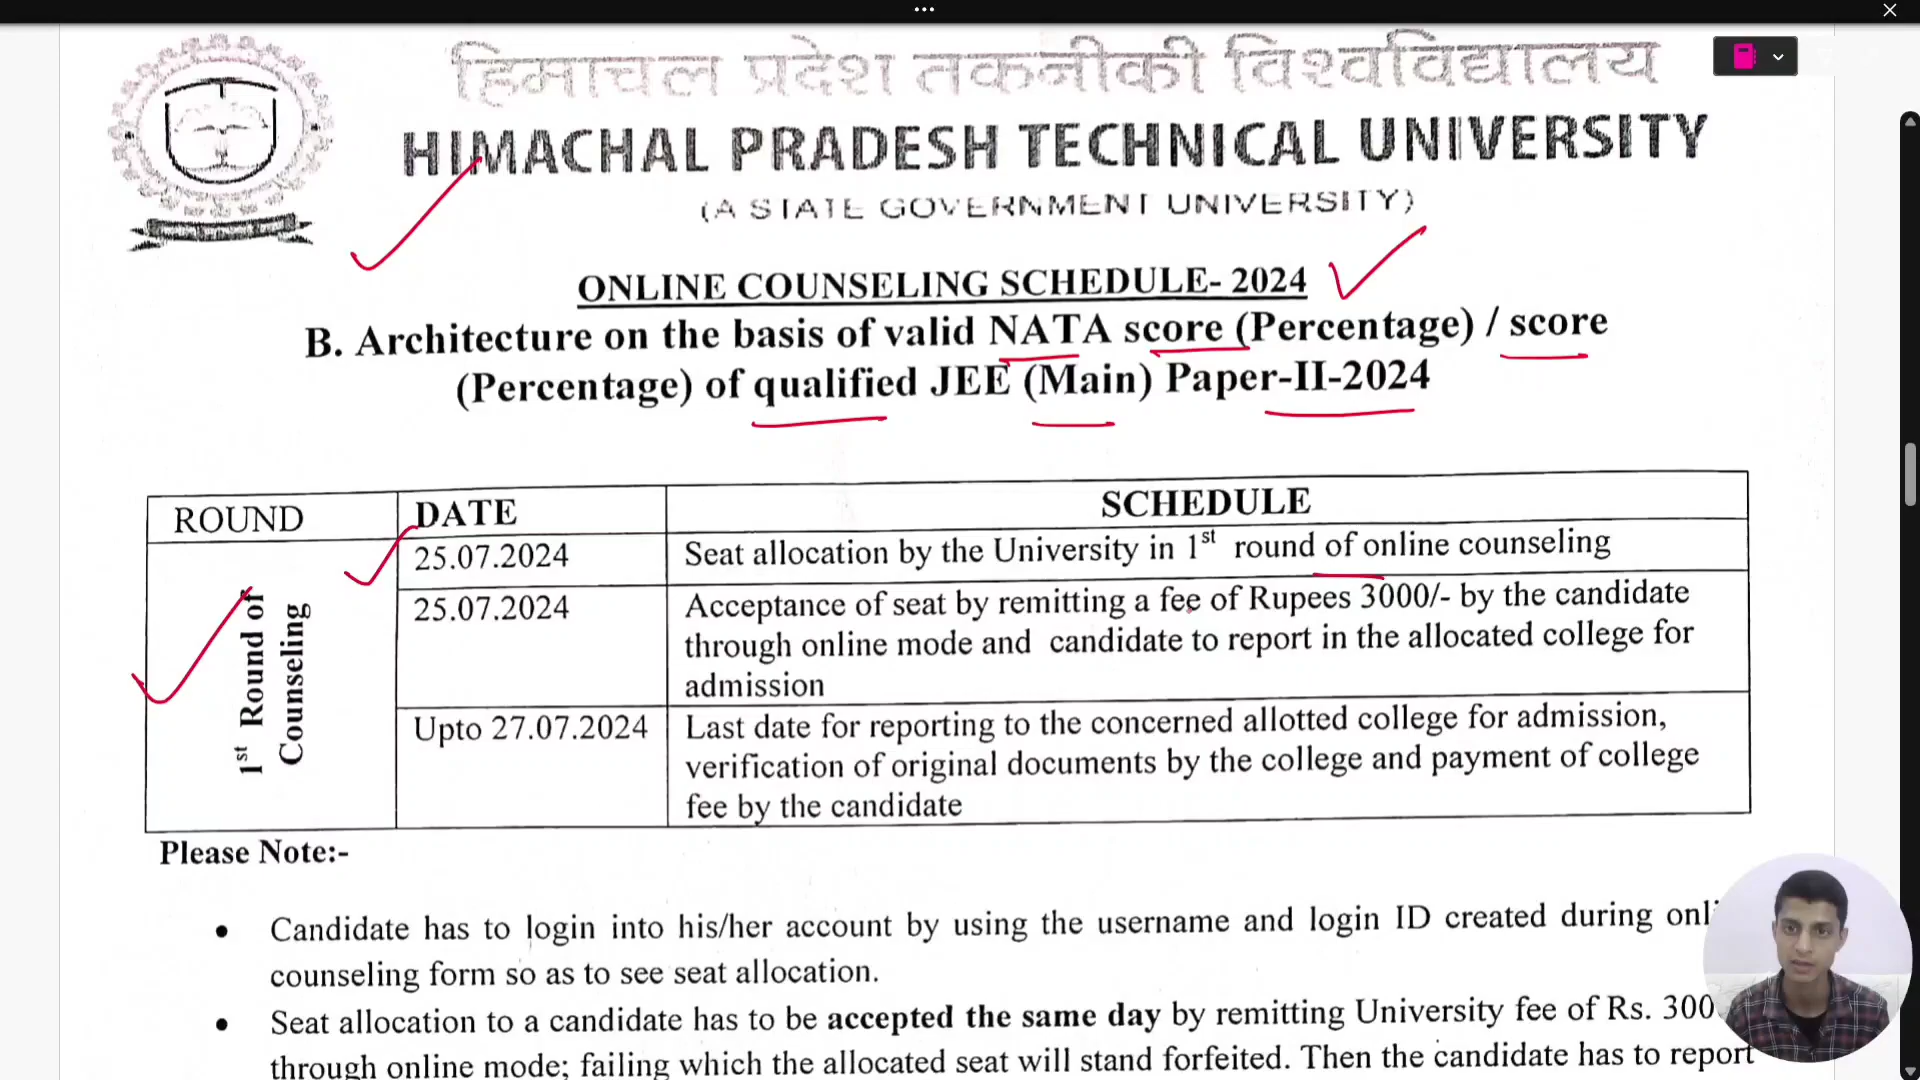 हिमाचल प्रदेश तकनीकी विश्वविद्यालय
HIMACHAL PRADESH TECHNICAL UNIVERSITY
(A STATE GOVERNMENT UNIVERSITY)
ONLINE COUNSELING SCHEDULE- 2024
B. Architecture on the basis of valid NATA score (Percentage) / score
(Percentage) of qualified JEE (Main) Paper-II-2024
ROUND DATE SCHEDULE
1st Round of
Counseling
25.07.2024 Seat allocation by the University in 1st round of online counseling
25.07.2024 Acceptance of seat by remitting a fee of Rupees 3000/- by the candidate
through online mode and candidate to report in the allocated college for
admission
Upto 27.07.2024 Last date for reporting to the concerned allotted college for admission,
verification of original documents by the college and payment of college
fee by the candidate
Please Note:-
• Candidate has to login into his/her account by using the username and login ID created during onli
counseling form so as to see seat allocation.
• Seat allocation to a candidate has to be accepted the same day by remitting University fee of Rs. 300
through online mode; failing which the allocated seat will stand forfeited. Then the candidate has to report